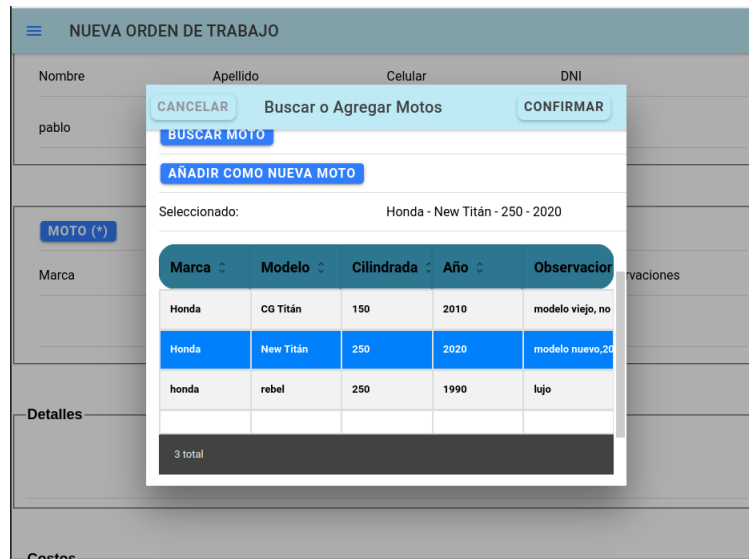 NUEVA ORDEN DE TRABAJO
Nombre Apellido Celular DNI
pablo
MOTO (*)
Marca rvaciones
Detalles
Costos
CANCELAR Buscar o Agregar Motos CONFIRMAR
BUSCAR MOTO
AÑADIR COMO NUEVA MOTO
Seleccionado: Honda - New Titán - 250 - 2020
Marca Modelo Cilindrada Año Observacion
Honda CG Titán 150 2010 modelo viejo, no
Honda New Titán 250 2020 modelo nuevo,20
honda rebel 250 1990 lujo
3 total